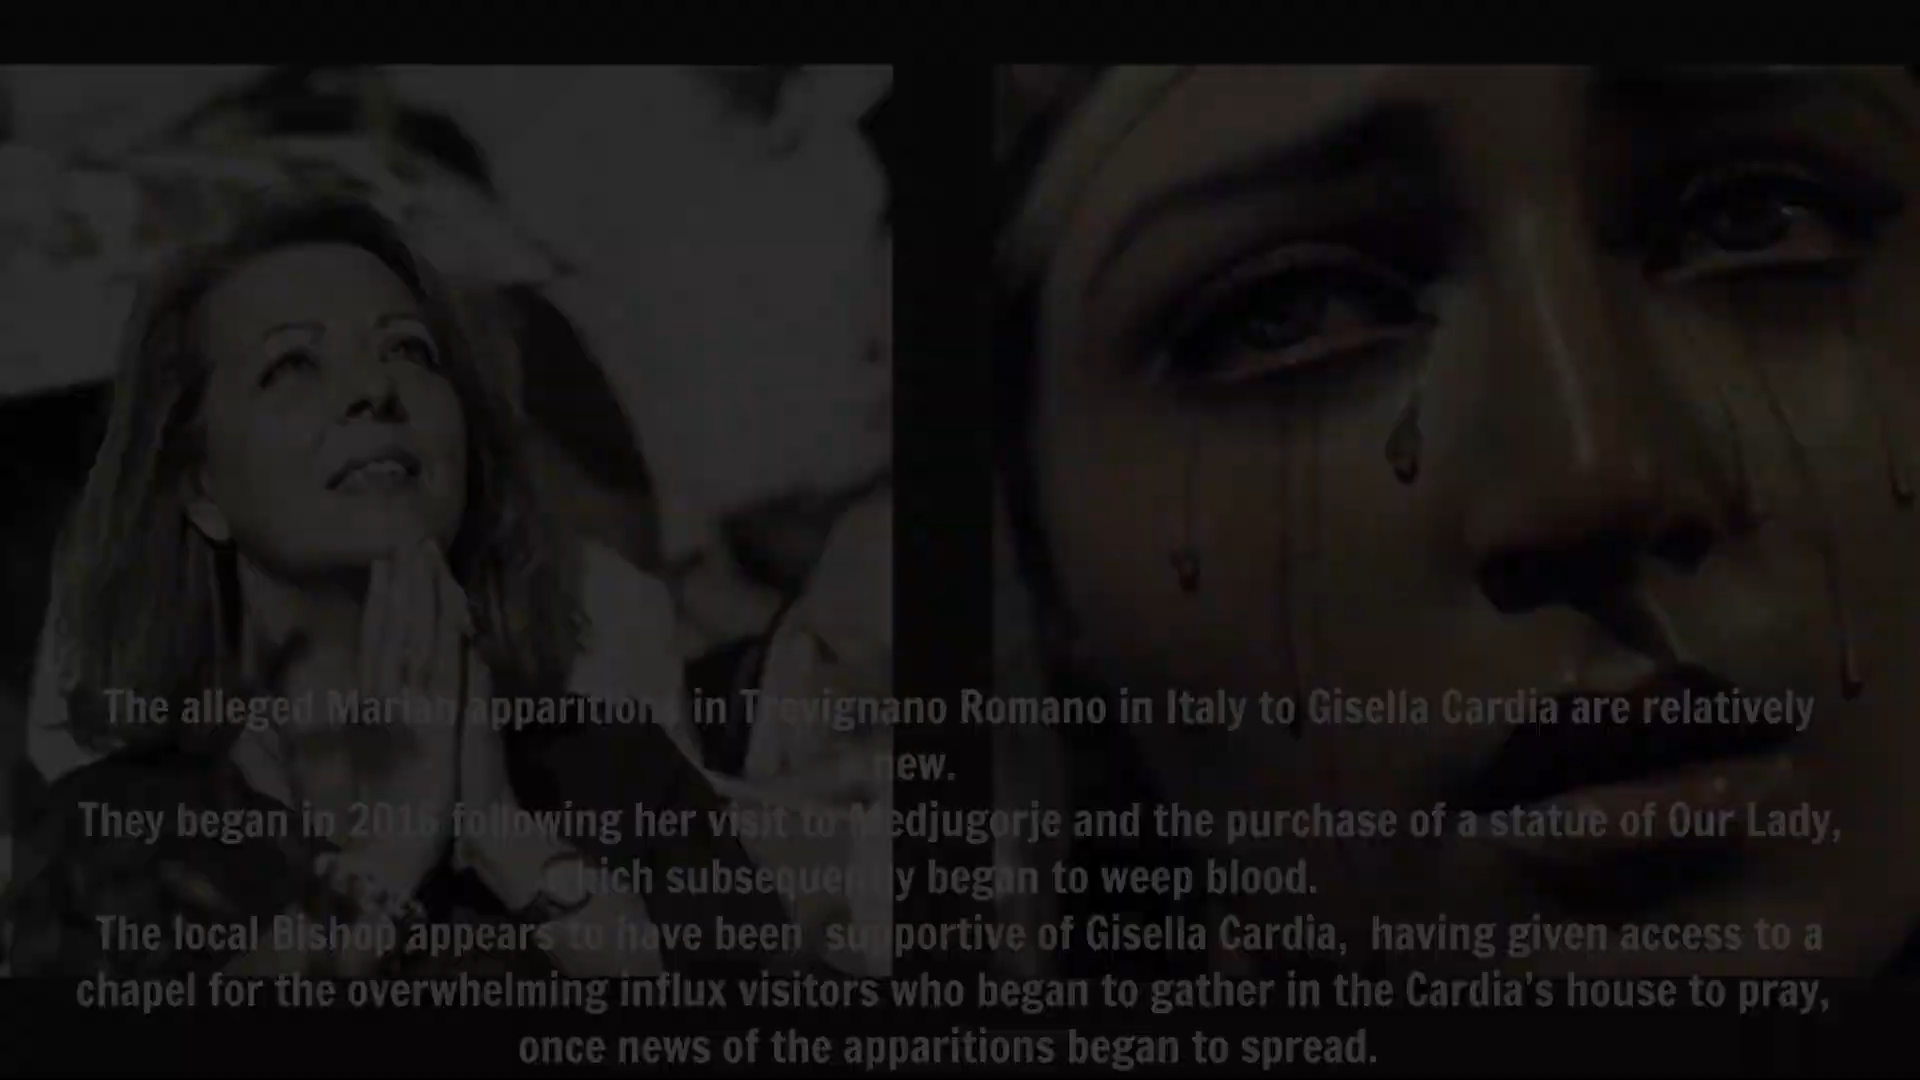 The alleged Marian apparitions in Trevignano Romano in Italy to Gisella Cardia are relatively
new.
They began in 2016 following her visit to Medjugorje and the purchase of a statue of Our Lady,
which subsequently began to weep blood.
The local Bishop appears to have been supportive of Gisella Cardia, having given access to a
chapel for the overwhelming influx visitors who began to gather in the Cardia's house to pray,
once news of the apparitions began to spread.